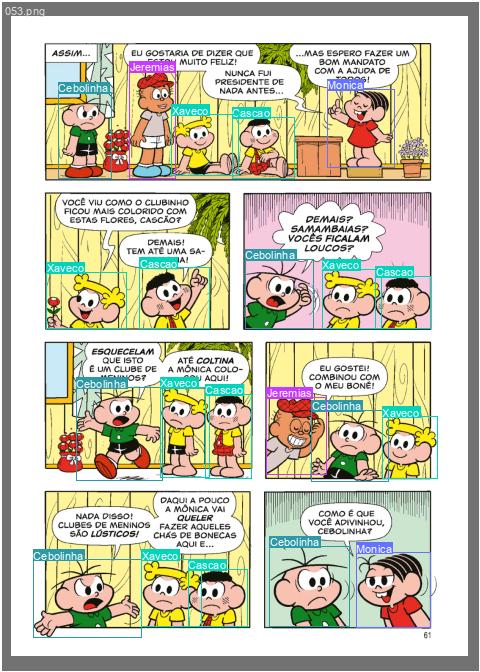 053.png
ASSIM...
EU GOSTARIA DE DIZER QUE
MUITO FELIZ!
NUNCA FUI
PRESIDENTE DE
NADA ANTES...
...MAS ESPERO FAZER UM
BOM MANDATO
COM A AJUDA DE
Jeremias
Cebolinha
Xaveco
Cascao
Monica
VOCÊ VIU COMO O CLUBINHO
FICOU MAIS COLORIDO COM
ESTAS FLORES, CASCÃO?
DEMAIS!
TEM ATÉ UMA SA-
Xaveco
Cascao
DEMAIS?
SAMAMBAIAS?
VOCÊS FICALAM
LOUCOS?
Cebolinha
Xaveco
Cascao
ESQUECELAM
QUE ISTO
É UM CLUBE DE
MENINOS?
ATÉ COLTINA
A MÔNICA COLO-
AQUI!
Cebolinha
Xaveco
Cascao
EU GOSTEI!
COMBINOU COM
O MEU BONÉ!
Jeremias
Cebolinha
Xaveco
NADA DISSO!
CLUBES DE MENINOS
SÃO LÚSTICOS!
DAQUI A POUCO
A MÔNICA VAI
QUELER
FAZER AQUELES
CHÁS DE BONECAS
AQUI E...
Cebolinha
Xaveco
Cascao
COMO É QUE
VOCÊ ADIVINHOU,
CEBOLINHA?
Cebolinha
Monica
61